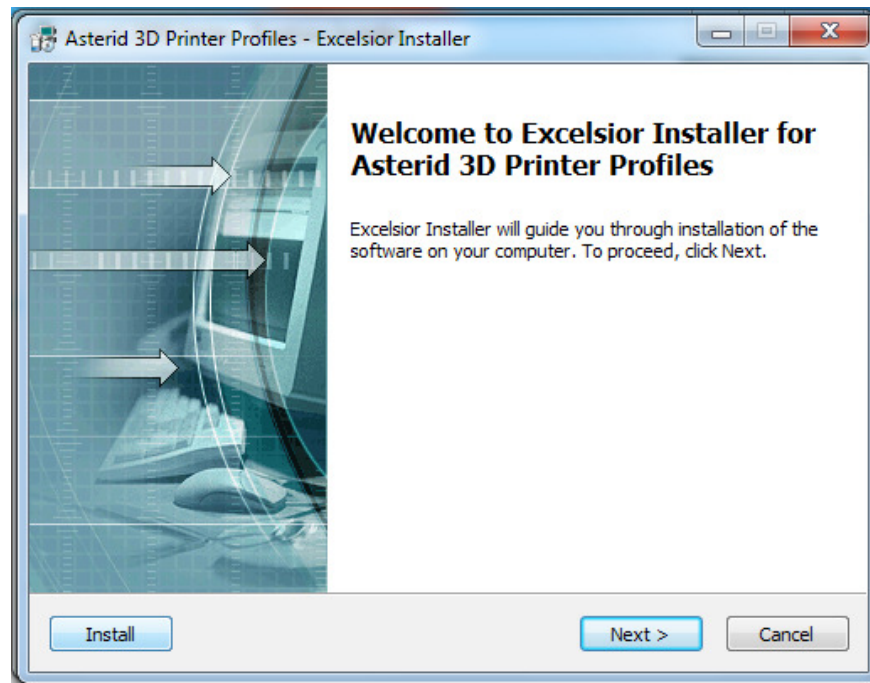 Asterid 3D Printer Profiles - Excelsior Installer
Welcome to Excelsior Installer for
Asterid 3D Printer Profiles
Excelsior Installer will guide you through installation of the
software on your computer. To proceed, click Next.
Install
Next >
Cancel